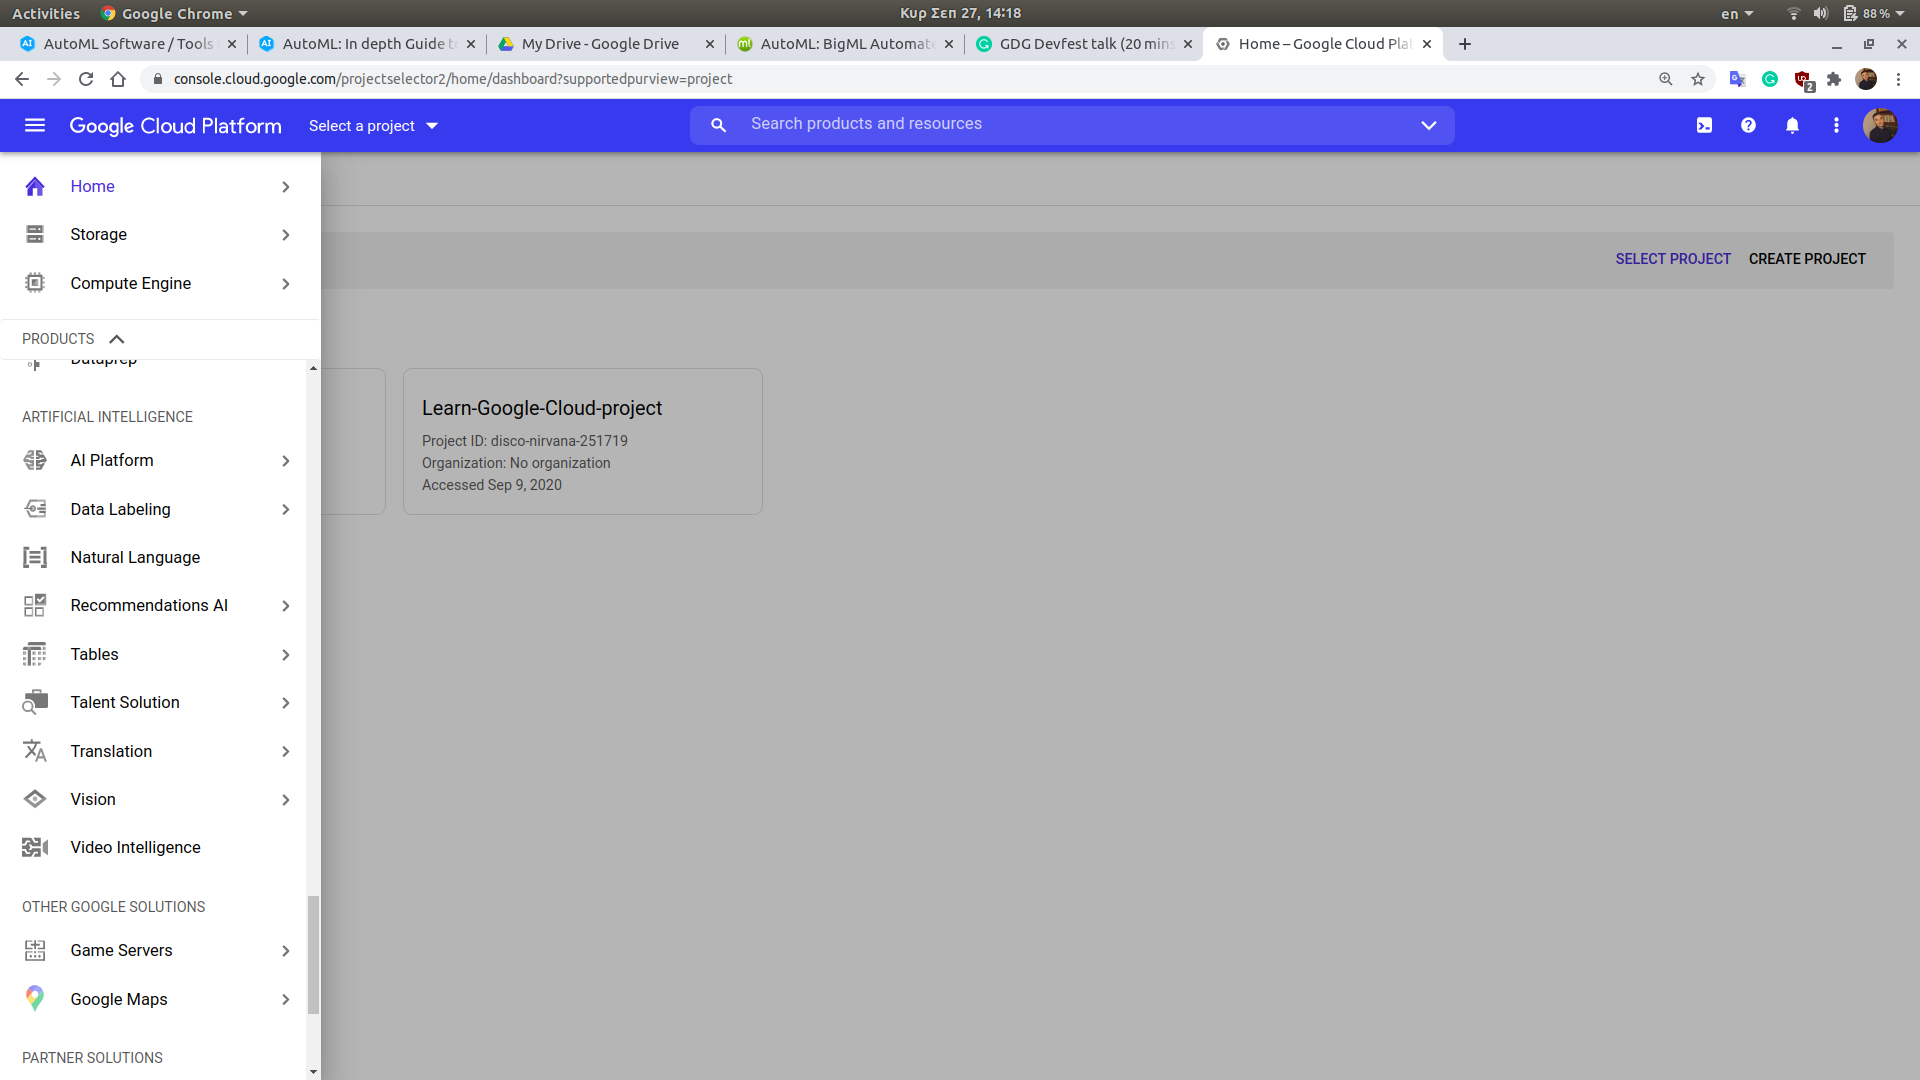 Activities Google Chrome Κυρ Σεπ 27, 14:18 en 88%
AutoML Software / Tools AutoML: In depth Guide to My Drive - Google Drive AutoML: BigML Automate GDG Devfest talk (20 mins Home – Google Cloud Plat
console.cloud.google.com/projectselector2/home/dashboard?supportedpurview=project 2
Google Cloud Platform Select a project Search products and resources
Home
Storage
SELECT PROJECT CREATE PROJECT
Compute Engine
PRODUCTS
Dataprep
ARTIFICIAL INTELLIGENCE
Learn-Google-Cloud-project
Project ID: disco-nirvana-251719
Organization: No organization
Accessed Sep 9, 2020
AI Platform
Data Labeling
Natural Language
Recommendations AI
Tables
Talent Solution
Translation
Vision
Video Intelligence
OTHER GOOGLE SOLUTIONS
Game Servers
Google Maps
PARTNER SOLUTIONS